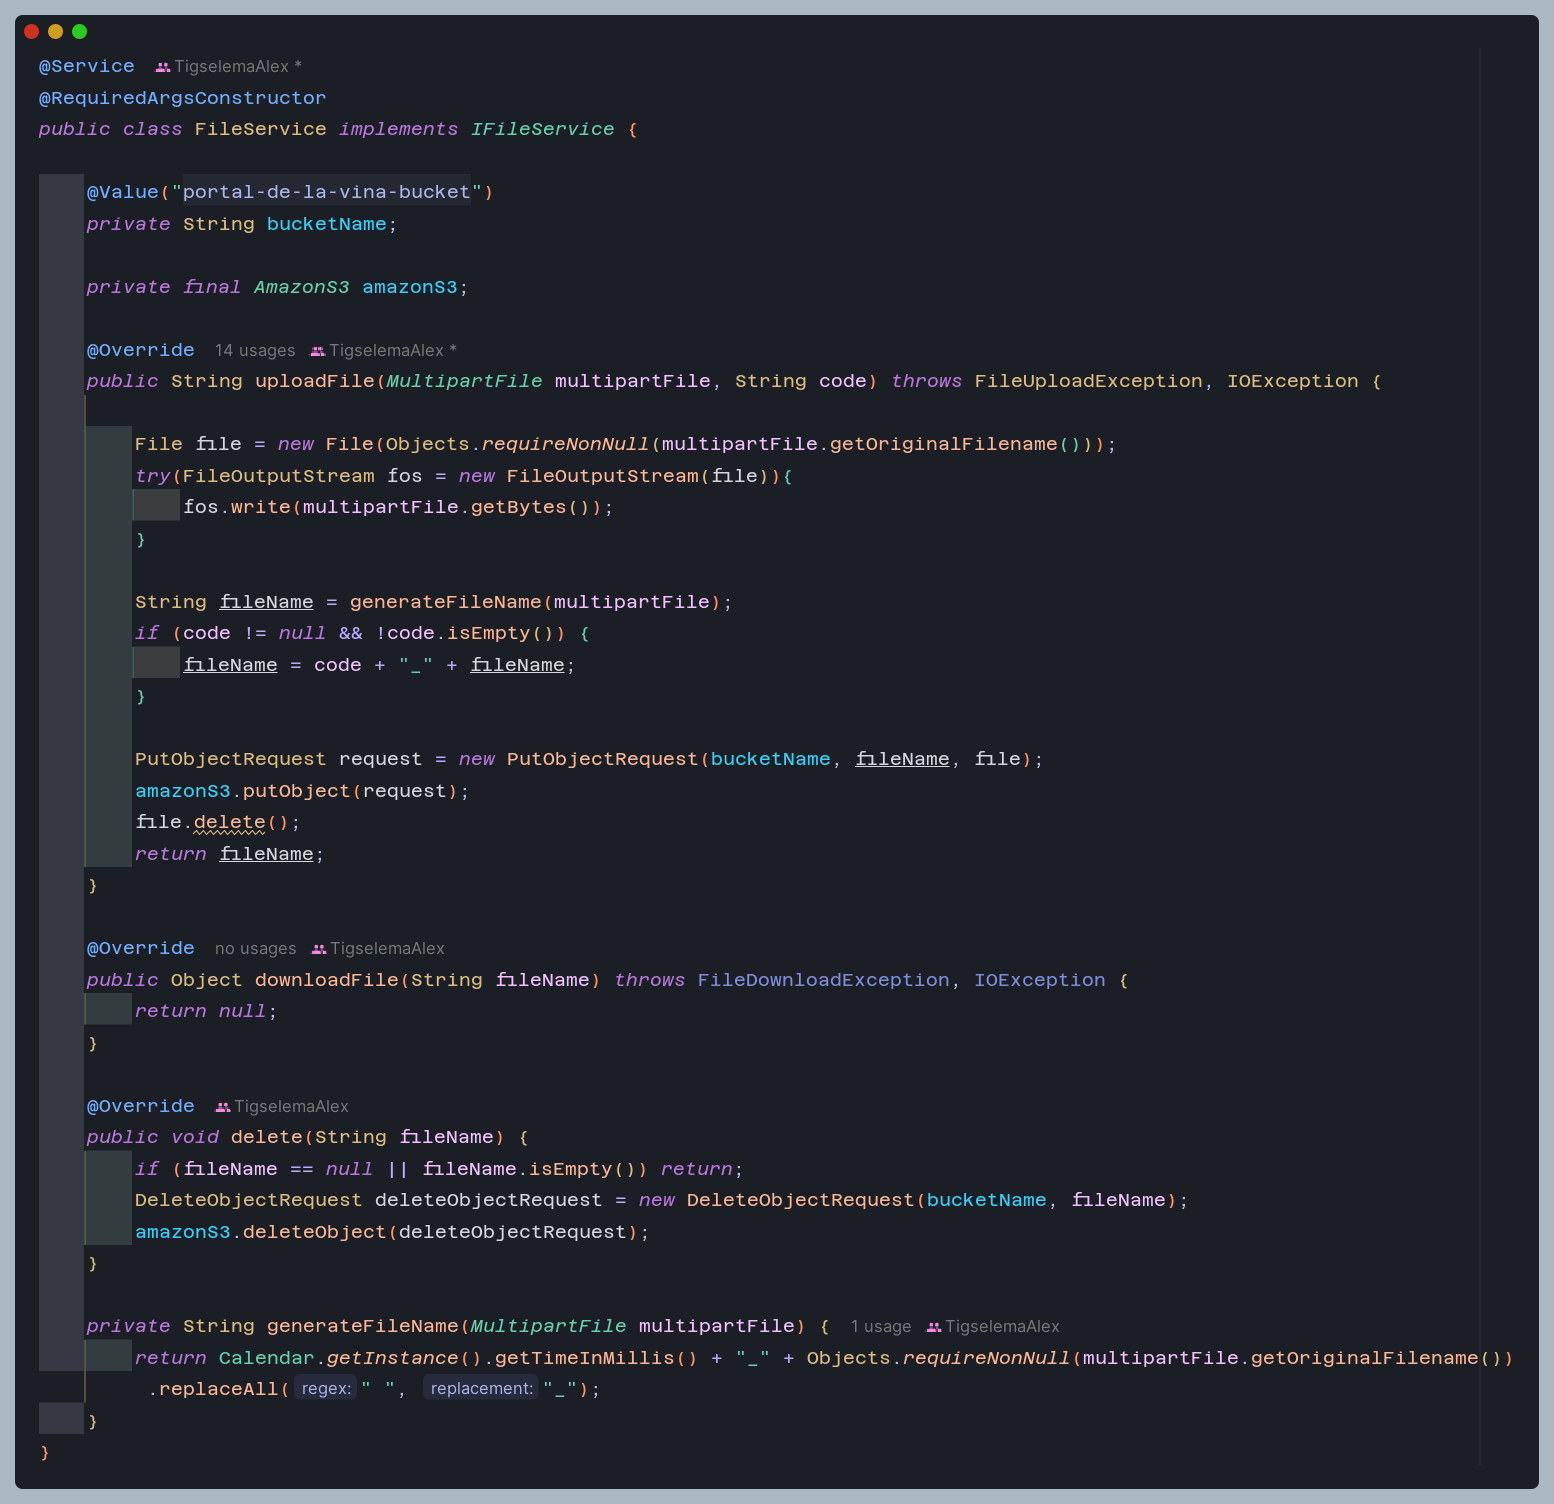 @Service TigselemaAlex *
@RequiredArgsConstructor
public class FileService implements IFileService {
@Value("portal-de-la-vina-bucket")
private String bucketName;
private final AmazonS3 amazonS3;
@Override 14 usages TigselemaAlex *
public String uploadFile(MultipartFile multipartFile, String code) throws FileUploadException, IOException {
File file = new File(Objects.requireNonNull(multipartFile.getOriginalFilename()));
try(FileOutputStream fos = new FileOutputStream(file)){
fos.write(multipartFile.getBytes());
}
String fileName = generateFileName(multipartFile);
if (code != null && !code.isEmpty()) {
fileName = code + "_" + fileName;
}
PutObjectRequest request = new PutObjectRequest(bucketName, fileName, file);
amazonS3.putObject(request);
file.delete();
return fileName;
}
@Override no usages TigselemaAlex
public Object downloadFile(String fileName) throws FileDownloadException, IOException {
return null;
}
@Override TigselemaAlex
public void delete(String fileName) {
if (fileName == null || fileName.isEmpty()) return;
DeleteObjectRequest deleteObjectRequest = new DeleteObjectRequest(bucketName, fileName);
amazonS3.deleteObject(deleteObjectRequest);
}
private String generateFileName(MultipartFile multipartFile) { 1 usage TigselemaAlex
return Calendar.getInstance().getTimeInMillis() + "_" + Objects.requireNonNull(multipartFile.getOriginalFilename())
.replaceAll( regex: " ", replacement: "_");
}
}